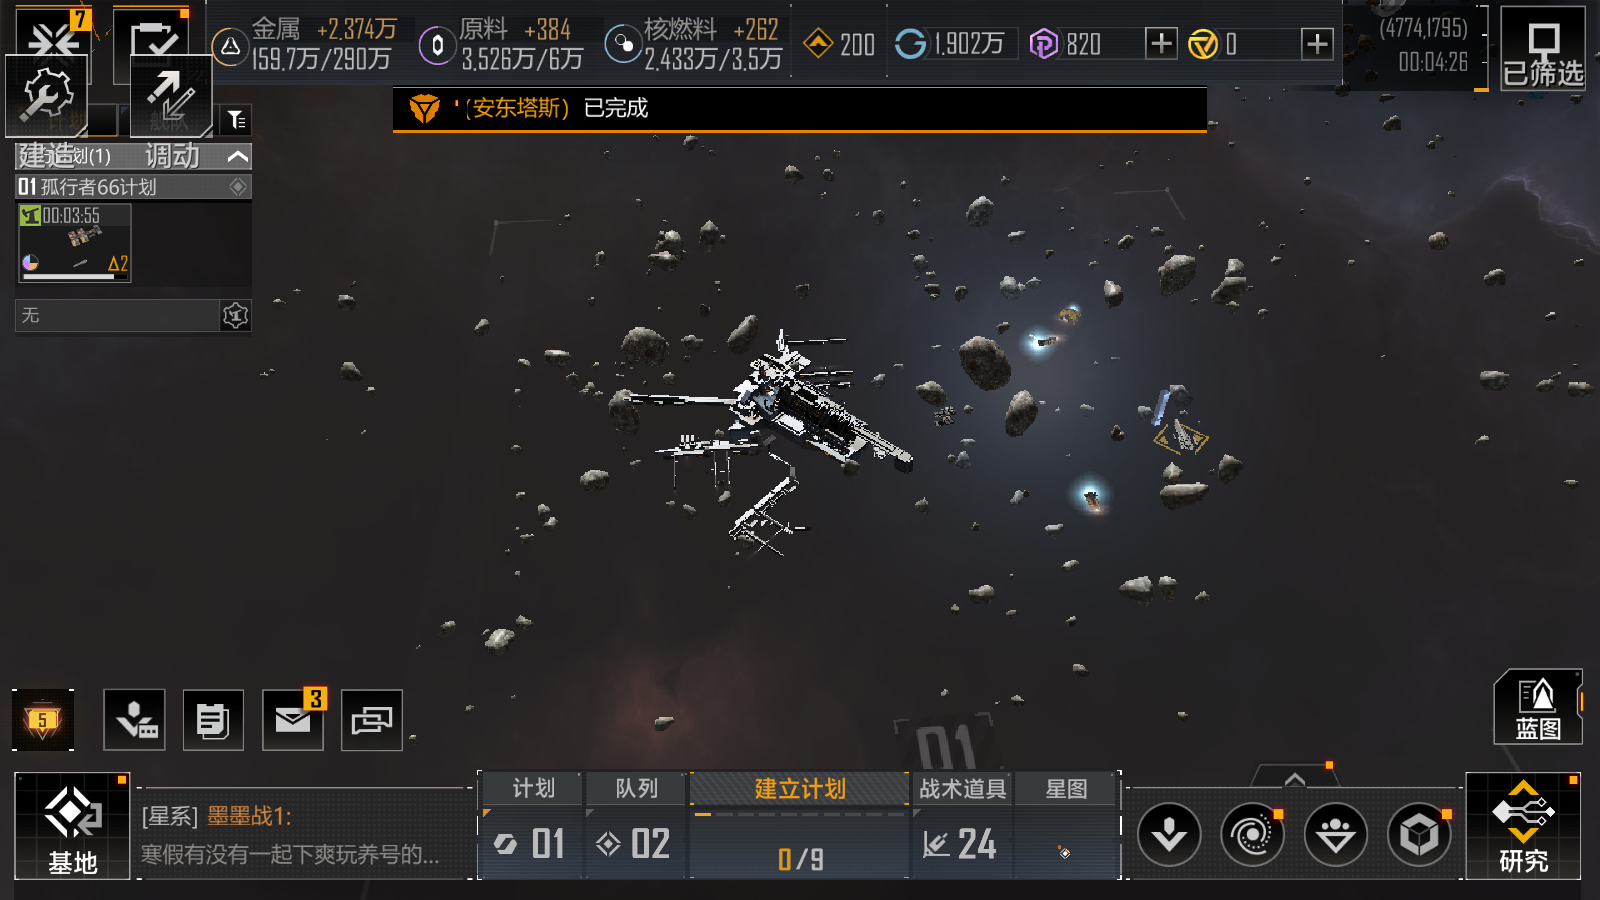 7
金属 +2.374万
159.7万/290万
原料 +384
3.526万/6万
核燃料 +262
2.433万/3.5万
200
1.902万
820
0
(4774,1795)
00:04:26
已筛选
(安东塔斯) 已完成
建造
调动
划(1)
01 孤行者66计划
00:03:55
2
无
5
3
蓝图
基地
[星系] 墨墨战1:
寒假有没有一起下爽玩养号的...
01
计划
01
队列
02
建立计划
0/9
战术道具
24
星图
研究